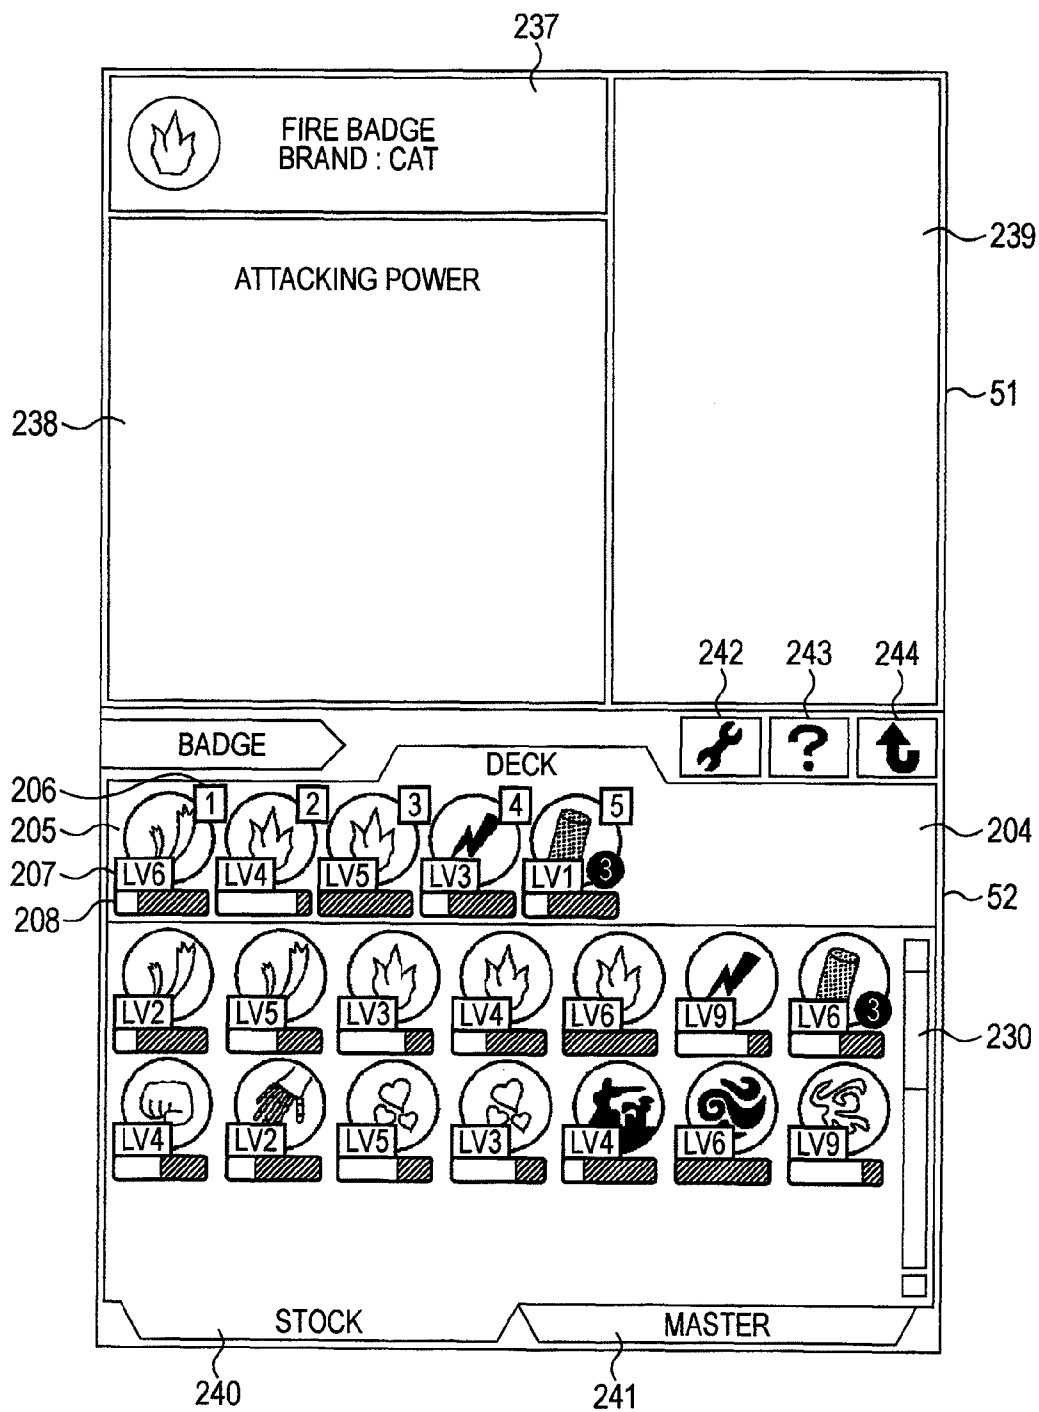 237
FIRE BADGE
BRAND : CAT
239
ATTACKING POWER
51
238
242 243 244
BADGE
?
DECK
206
1 2 3 4 5
205
204
207
LV6 LV4 LV5 LV3 LV1 3
208
52
LV2 LV5 LV3 LV4 LV6 LV9 LV6 3
230
LV4 LV2 LV5 LV3 LV4 LV6 LV9
STOCK MASTER
240 241